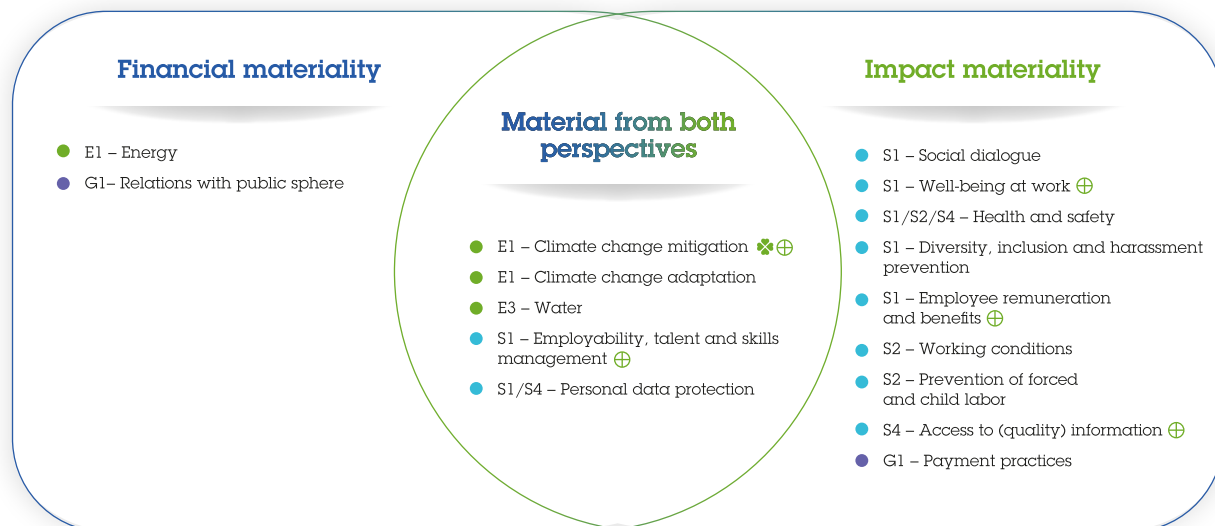 Financial materiality
E1 – Energy
G1– Relations with public sphere
Material from both
perspectives
E1 – Climate change mitigation
E1 – Climate change adaptation
E3 – Water
S1 – Employability, talent and skills
management
S1/S4 – Personal data protection
Impact materiality
S1 – Social dialogue
S1 – Well-being at work
S1/S2/S4 – Health and safety
S1 – Diversity, inclusion and harassment
prevention
S1 – Employee remuneration
and benefits
S2 – Working conditions
S2 – Prevention of forced
and child labor
S4 – Access to (quality) information
G1 – Payment practices